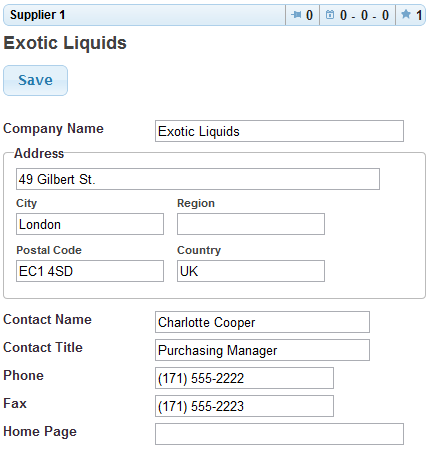 Supplier 1 0 0 - 0 - 0 1
Exotic Liquids
Save
Company Name Exotic Liquids
Address
49 Gilbert St.
City Region
London
Postal Code Country
EC1 4SD UK
Contact Name Charlotte Cooper
Contact Title Purchasing Manager
Phone (171) 555-2222
Fax (171) 555-2223
Home Page